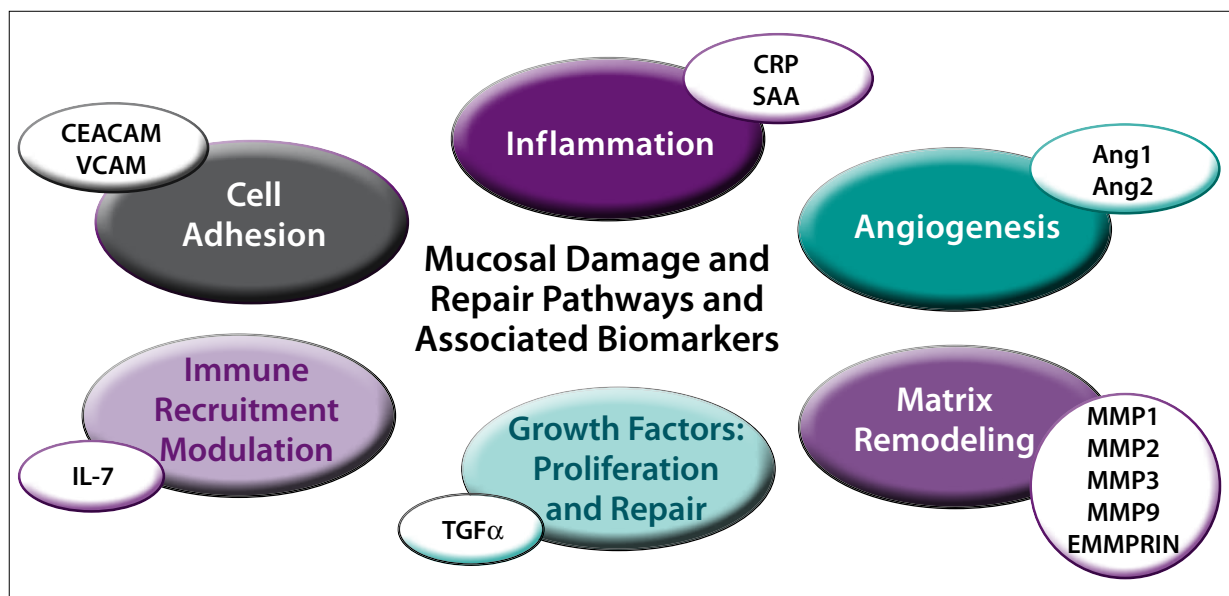 CRP
SAA
Inflammation
CEACAM
VCAM
Cell
Adhesion
Ang1
Ang2
Angiogenesis
Mucosal Damage and
Repair Pathways and
Associated Biomarkers
Immune
Recruitment
Modulation
IL-7
Growth Factors:
Proliferation
and Repair
TGFα
Matrix
Remodeling
MMP1
MMP2
MMP3
MMP9
EMMPRIN